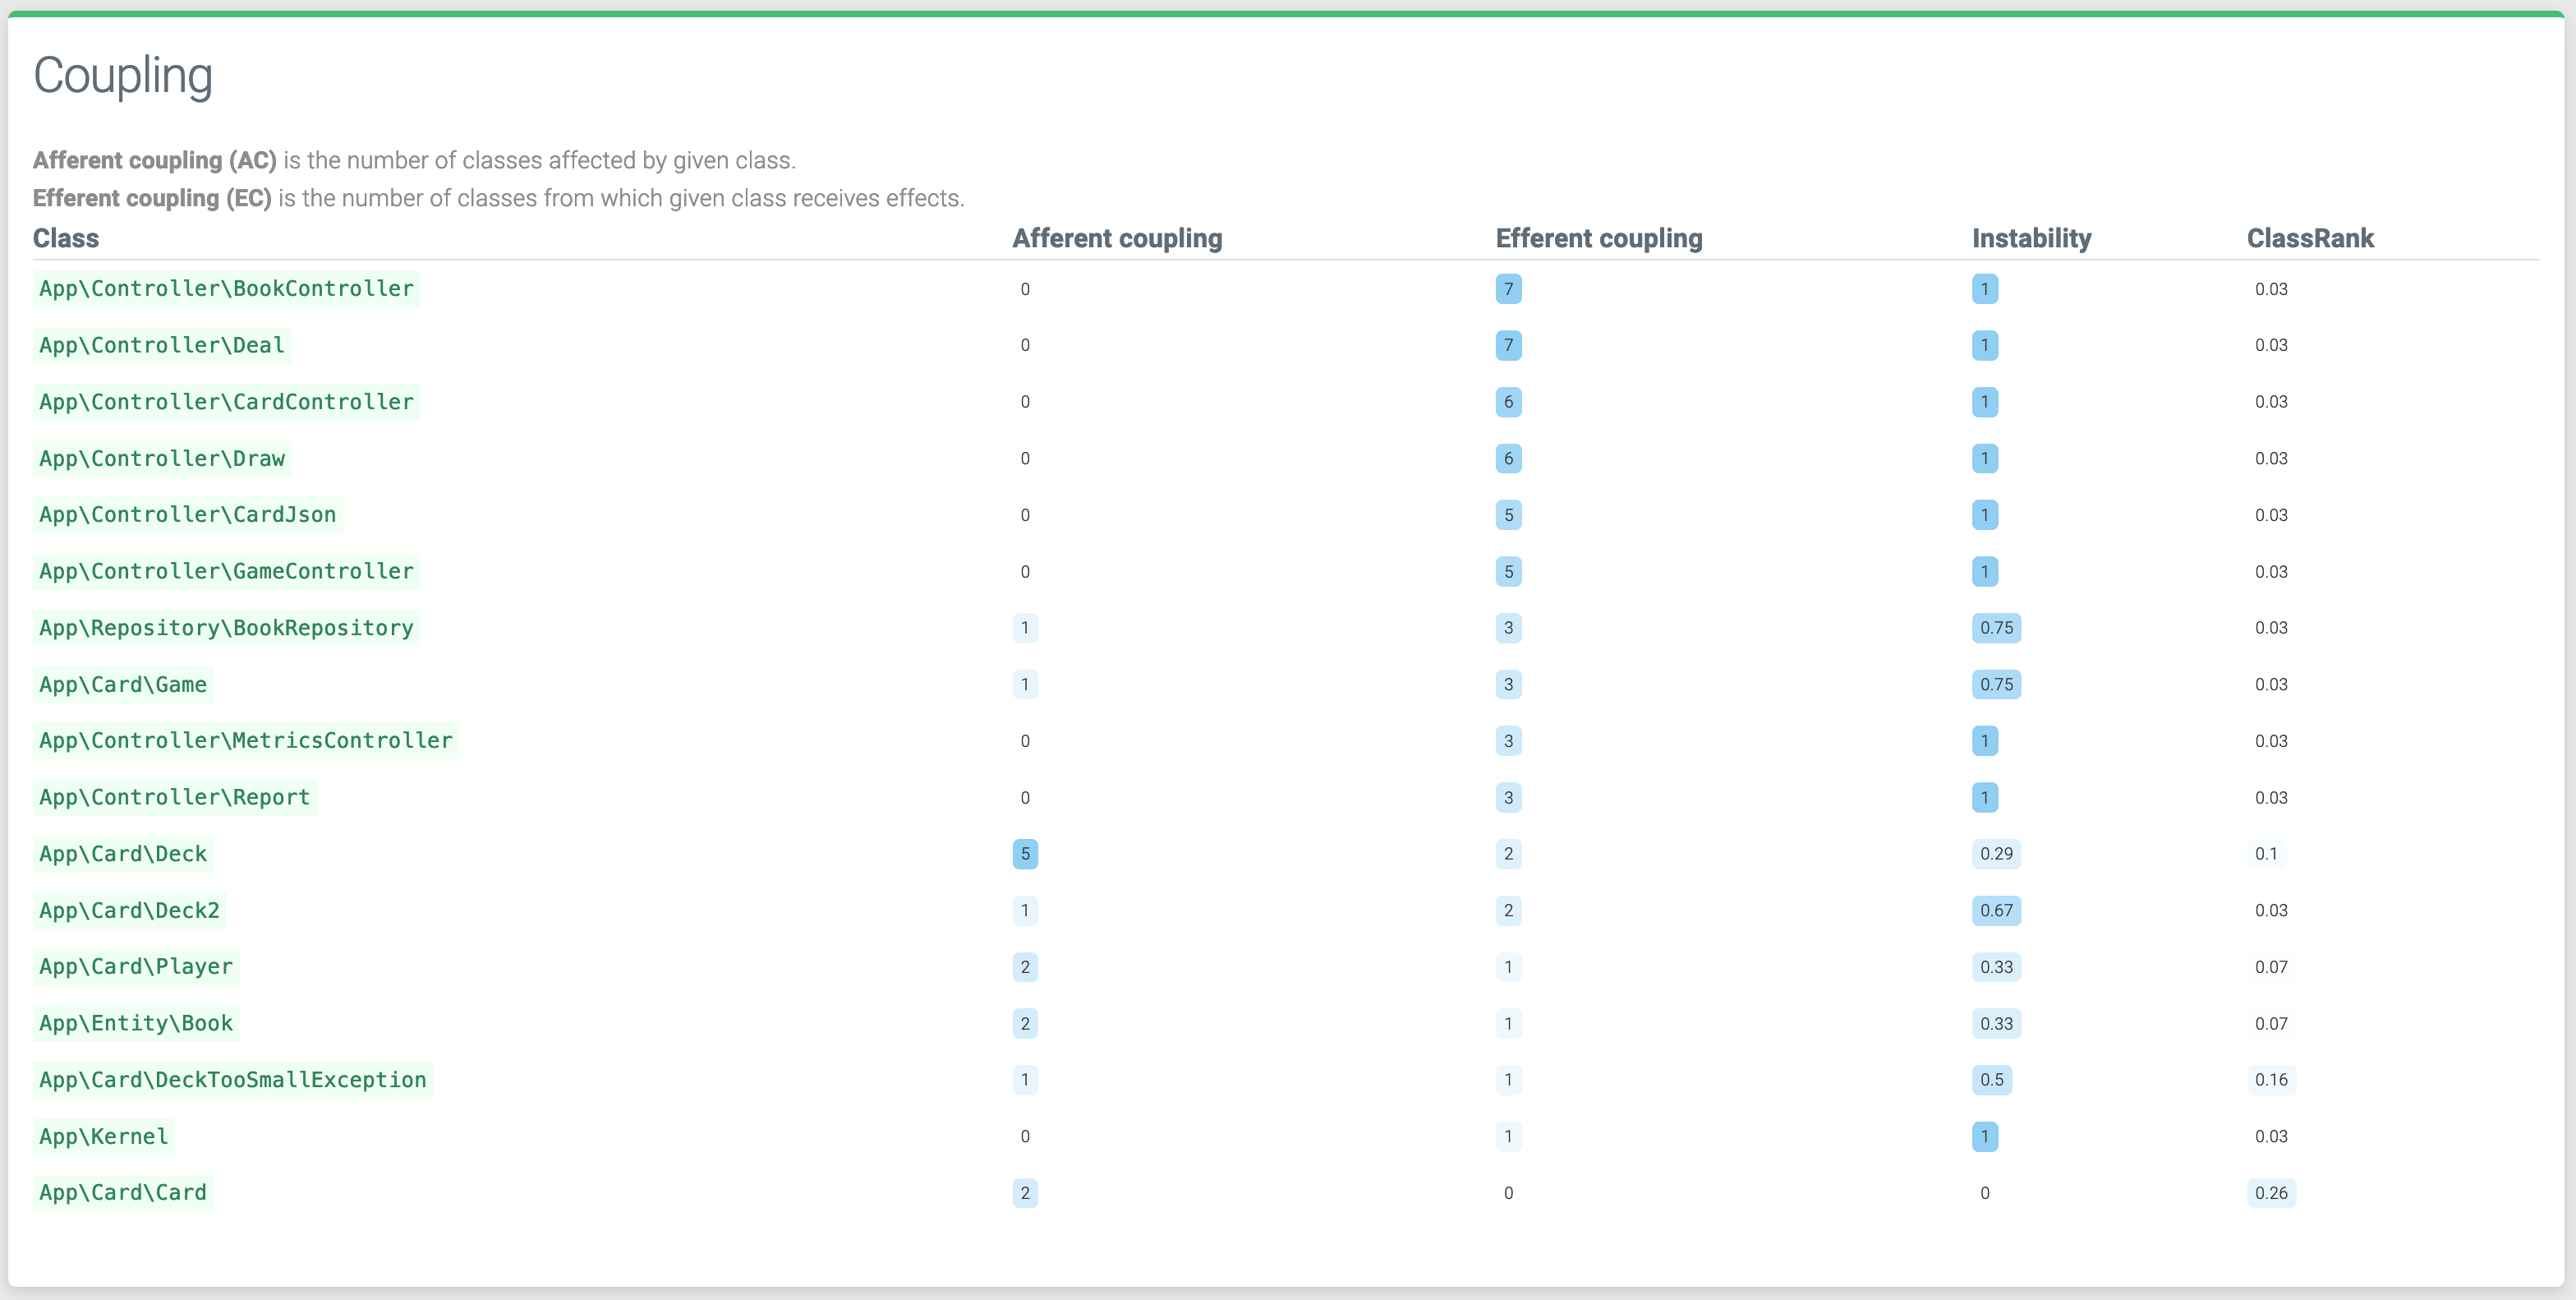 Coupling
Afferent coupling (AC) is the number of classes affected by given class.
Efferent coupling (EC) is the number of classes from which given class receives effects.
Class Afferent coupling Efferent coupling Instability ClassRank
App\Controller\BookController 0 7 1 0.03
App\Controller\Deal 0 7 1 0.03
App\Controller\CardController 0 6 1 0.03
App\Controller\Draw 0 6 1 0.03
App\Controller\CardJson 0 5 1 0.03
App\Controller\GameController 0 5 1 0.03
App\Repository\BookRepository 1 3 0.75 0.03
App\Card\Game 1 3 0.75 0.03
App\Controller\MetricsController 0 3 1 0.03
App\Controller\Report 0 3 1 0.03
App\Card\Deck 5 2 0.29 0.1
App\Card\Deck2 1 2 0.67 0.03
App\Card\Player 2 1 0.33 0.07
App\Entity\Book 2 1 0.33 0.07
App\Card\DeckTooSmallException 1 1 0.5 0.16
App\Kernel 0 1 1 0.03
App\Card\Card 2 0 0 0.26